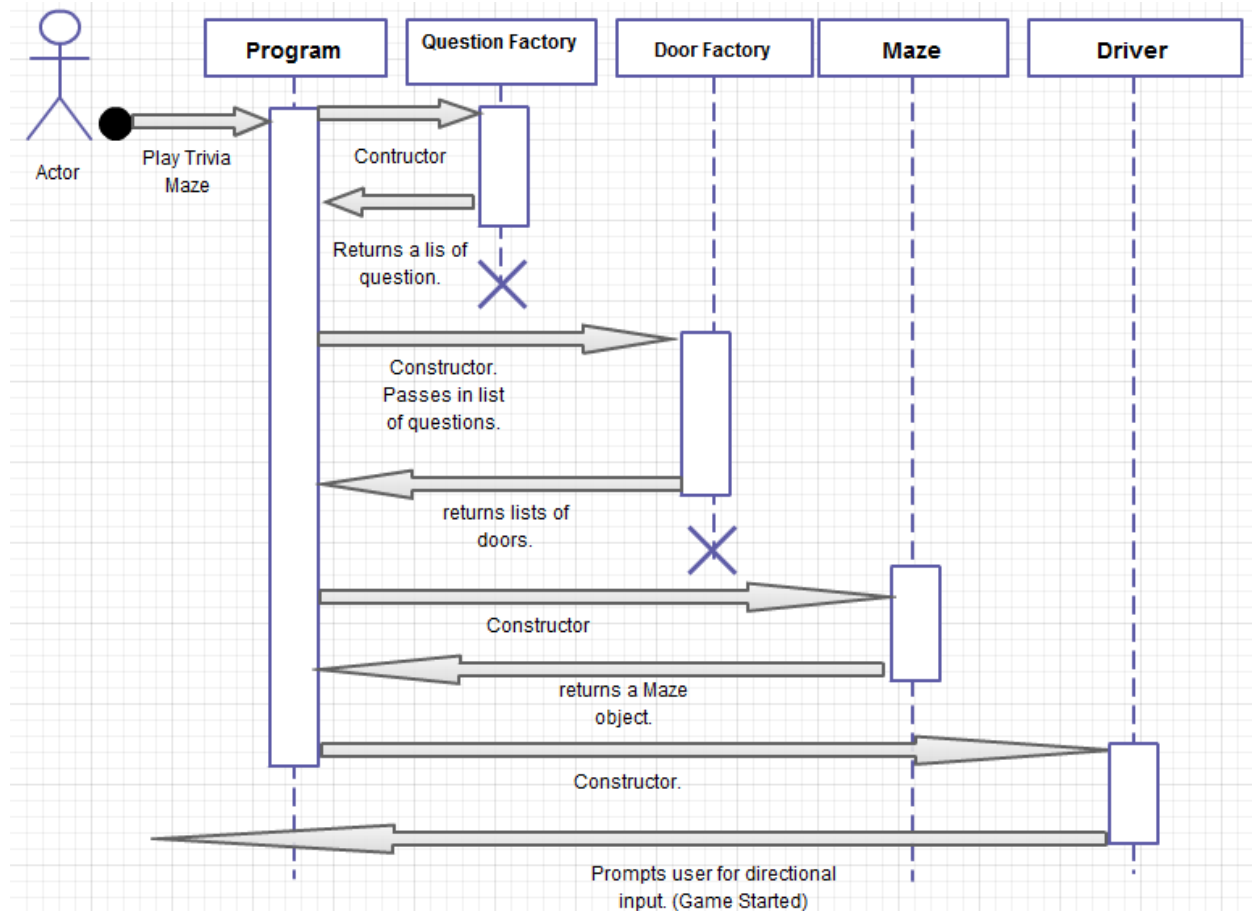 Program
Question Factory
Door Factory
Maze
Driver
Actor
Play Trivia
Maze
Contructor
Returns a lis of
question.
Constructor.
Passes in list
of questions.
returns lists of
doors.
Constructor
returns a Maze
object.
Constructor.
Prompts user for directional
input. (Game Started)